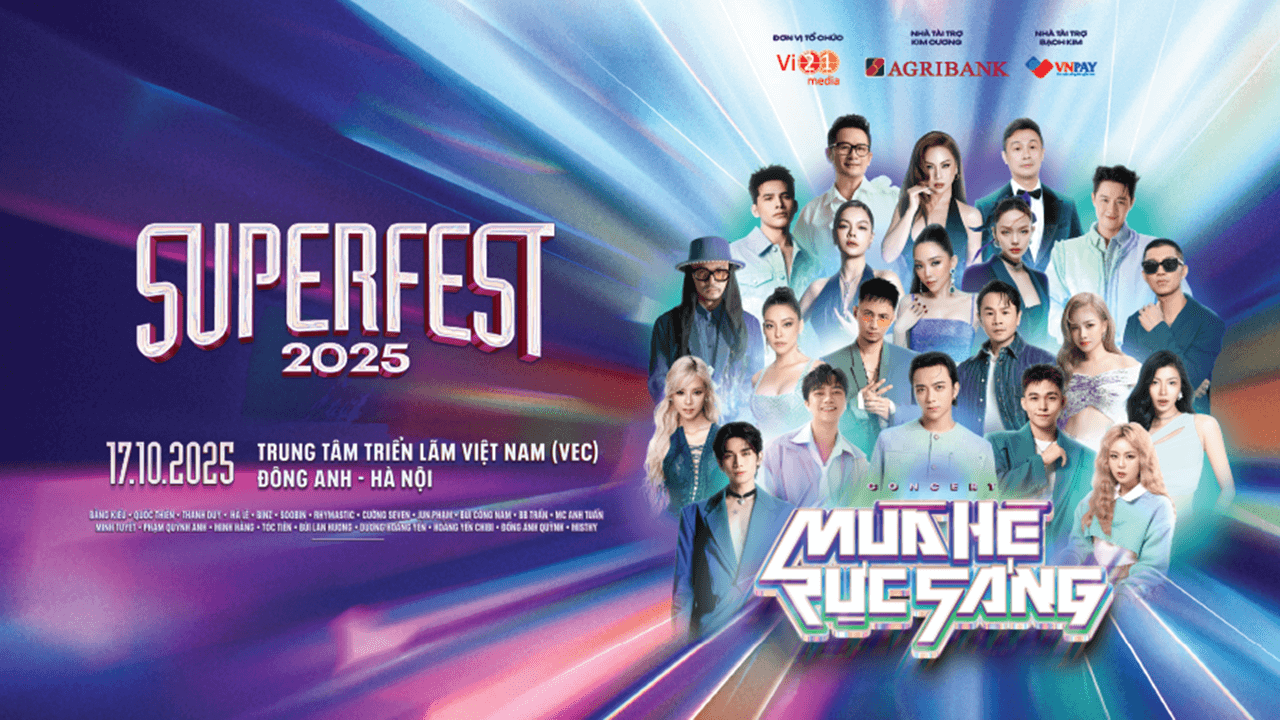 ĐƠN VỊ TỔ CHỨC
Vi21
media
NHÀ TÀI TRỢ
KIM CƯƠNG
AGRIBANK
NHÀ TÀI TRỢ
BẠCH KIM
VNPAY
SUPERFEST
2025
17.10.2025
TRUNG TÂM TRIỂN LÃM VIỆT NAM (VEC)
ĐÔNG ANH - HÀ NỘI
BẰNG KIỀU • QUỐC THIÊN • THANH DUY • HÀ LÊ • BINZ • SOOBIN • RHYMASTIC • CƯỜNG SEVEN • JUN PHẠM • BÙI CÔNG NAM • BB TRẦN • MC ANH TUẤN
MINH TUYẾT • PHẠM QUỲNH ANH • MINH HẰNG • TÓC TIÊN • BÙI LAN HƯƠNG • DƯƠNG HOÀNG YẾN • HOÀNG YẾN CHIBI • ĐỒNG ÁNH QUỲNH • MISTHY
CONCERT
MÙA HÈ
RỰC SÁNG